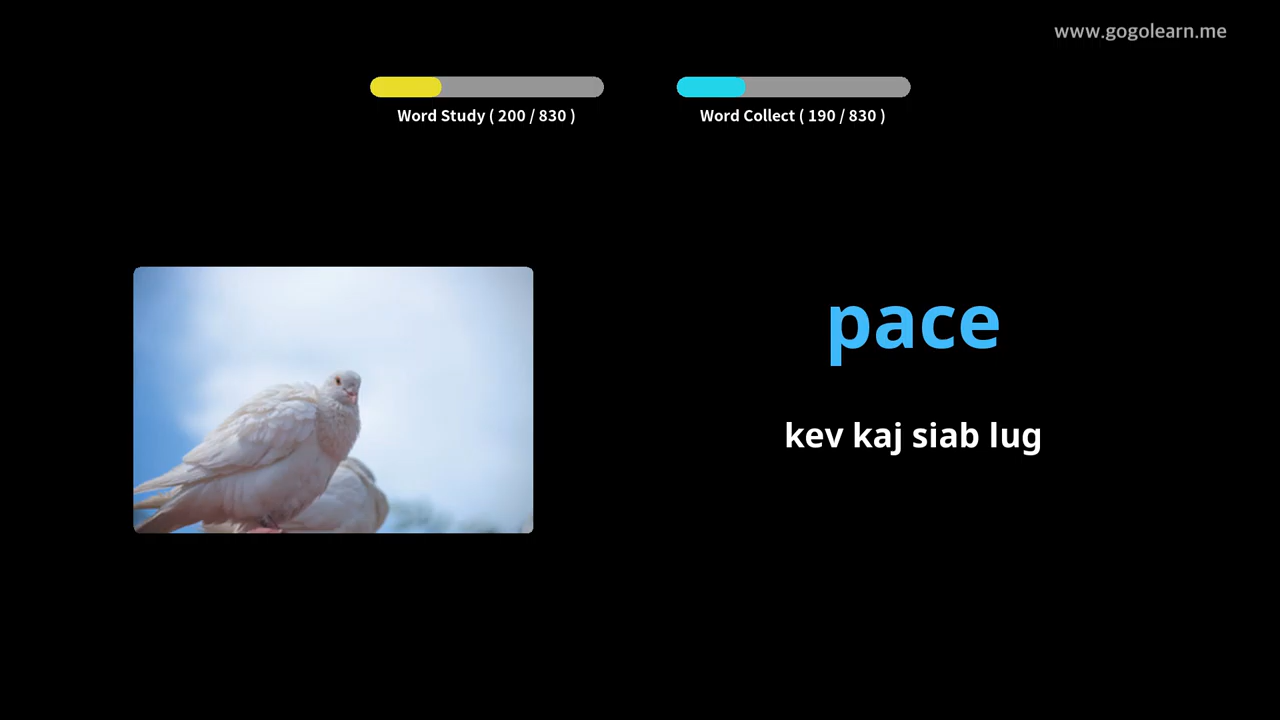 www.gogolearn.me
Word Study ( 200 / 830 )
Word Collect ( 190 / 830 )
pace
kev kaj siab lug